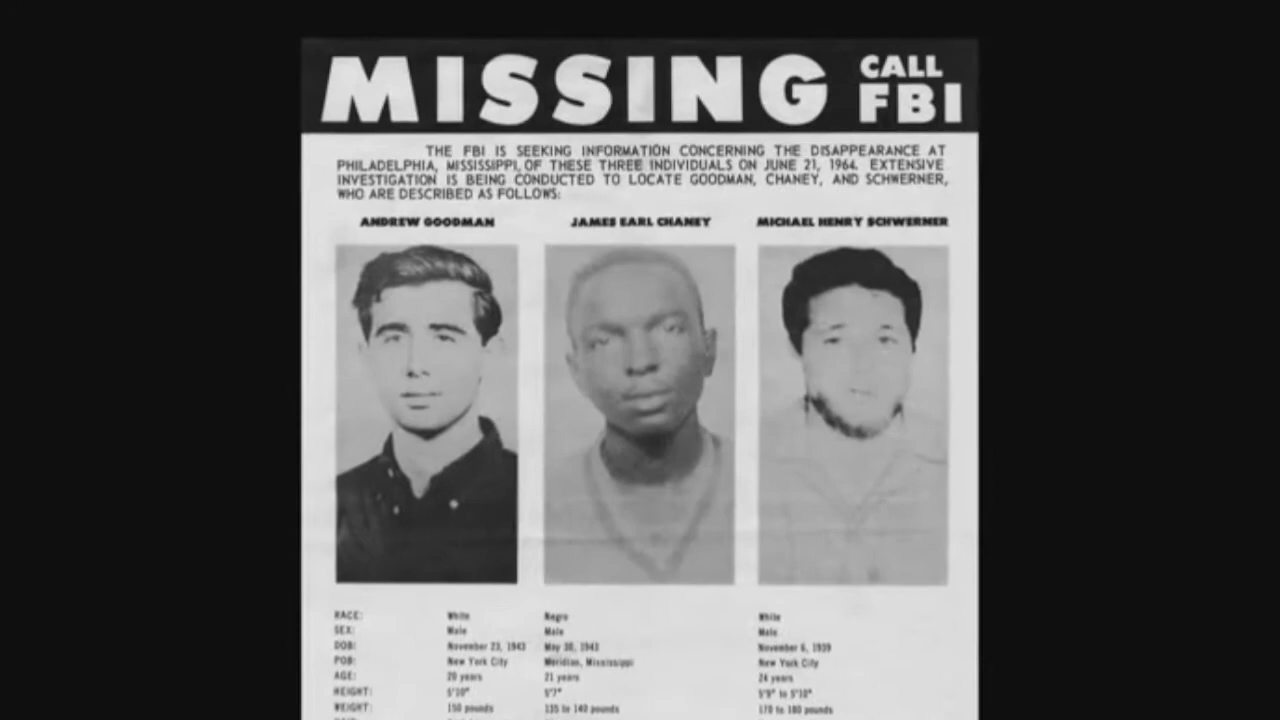 MISSING CALL FBI
THE FBI IS SEEKING INFORMATION CONCERNING THE DISAPPEARANCE AT
PHILADELPHIA, MISSISSIPPI, OF THESE THREE INDIVIDUALS ON JUNE 21, 1964. EXTENSIVE
INVESTIGATION IS BEING CONDUCTED TO LOCATE GOODMAN, CHANEY, AND SCHWERNER,
WHO ARE DESCRIBED AS FOLLOWS:
ANDREW GOODMAN JAMES EARL CHANEY MICHAEL HENRY SCHWERNER
RACE: White Negro White
SEX: Male Male Male
DOB: November 23, 1943 May 30, 1943 November 6, 1939
POB: New York City Meridian, Mississippi New York City
AGE: 20 years 21 years 24 years
HEIGHT: 5'10" 5'7" 5'9" to 5'10"
WEIGHT: 150 pounds 135 to 140 pounds 170 to 180 pounds